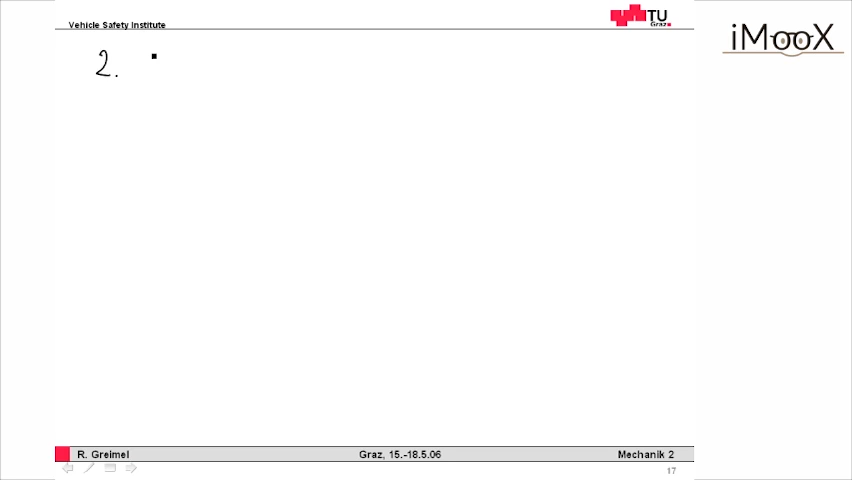 Vehicle Safety Institute
TU
Graz
iMooX
2.
R. Greimel
Graz, 15.-18.5.06
Mechanik 2
17